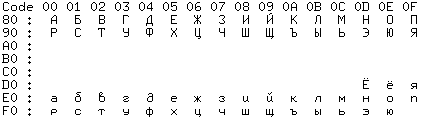 Code 00 01 02 03 04 05 06 07 08 09 0A 0B 0C 0D 0E 0F
80 : А Б В Г Д Е Ж З И Й К Л М Н О П
90 : Р С Т У Ф Х Ц Ч Ш Щ Ъ Ы Ь Э Ю Я
A0 :
B0 :
C0 :
D0 : Ё ё я
E0 : а б в г д е ж з и й к л м н о п
F0 : р с т у ф х ц ч ш щ ъ ы ь э ю